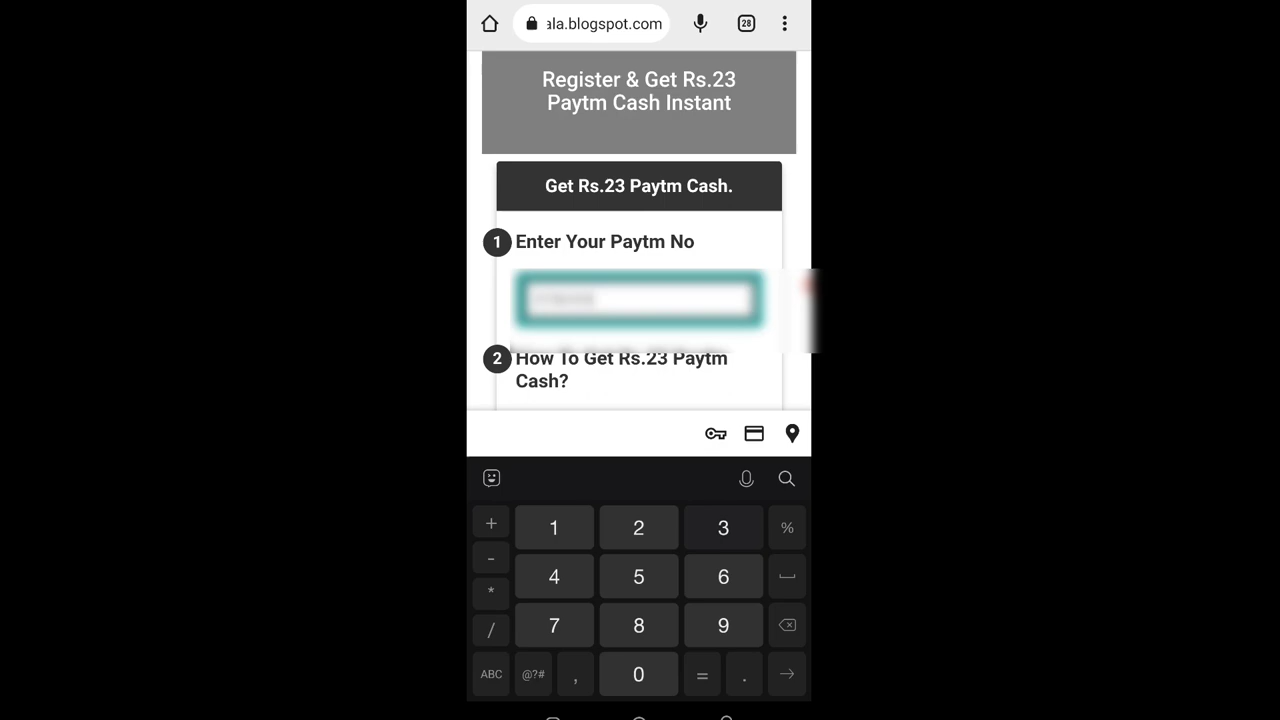 ala.blogspot.com
28
Register & Get Rs.23
Paytm Cash Instant
Get Rs.23 Paytm Cash.
1 Enter Your Paytm No
2 How To Get Rs.23 Paytm
Cash?
+ 1 2 3 %
- 4 5 6
* 7 8 9
/
ABC @?# , 0 = .